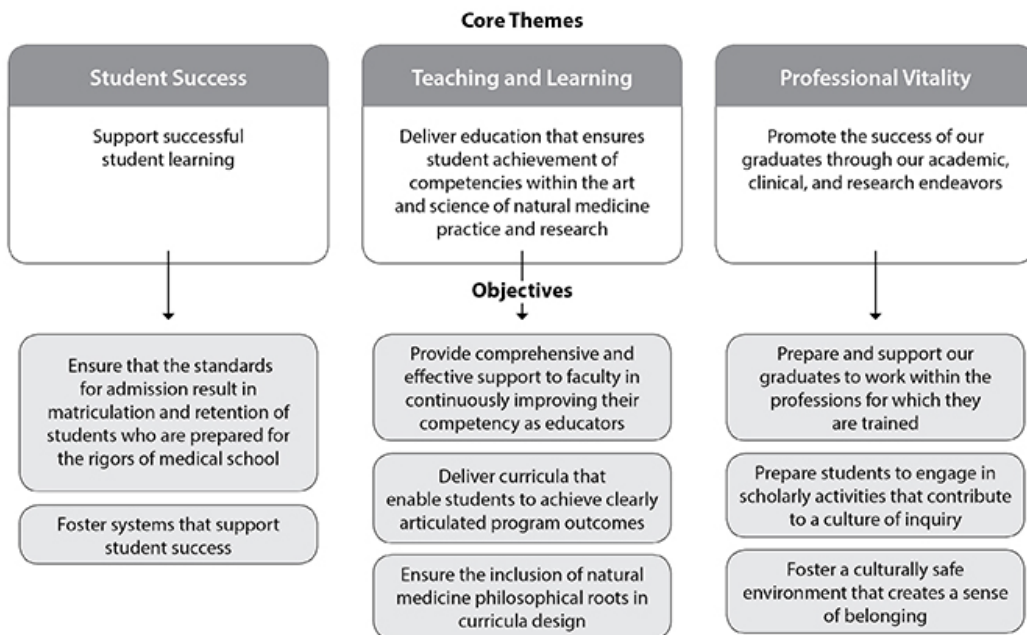 Core Themes
Student Success
Support successful
student learning
Teaching and Learning
Deliver education that ensures
student achievement of
competencies within the art
and science of natural medicine
practice and research
Professional Vitality
Promote the success of our
graduates through our academic,
clinical, and research endeavors
Objectives
Ensure that the standards
for admission result in
matriculation and retention of
students who are prepared for
the rigors of medical school
Foster systems that support
student success
Provide comprehensive and
effective support to faculty in
continuously improving their
competency as educators
Deliver curricula that
enable students to achieve clearly
articulated program outcomes
Ensure the inclusion of natural
medicine philosophical roots in
curricula design
Prepare and support our
graduates to work within the
professions for which they
are trained
Prepare students to engage in
scholarly activities that contribute
to a culture of inquiry
Foster a culturally safe
environment that creates a sense
of belonging